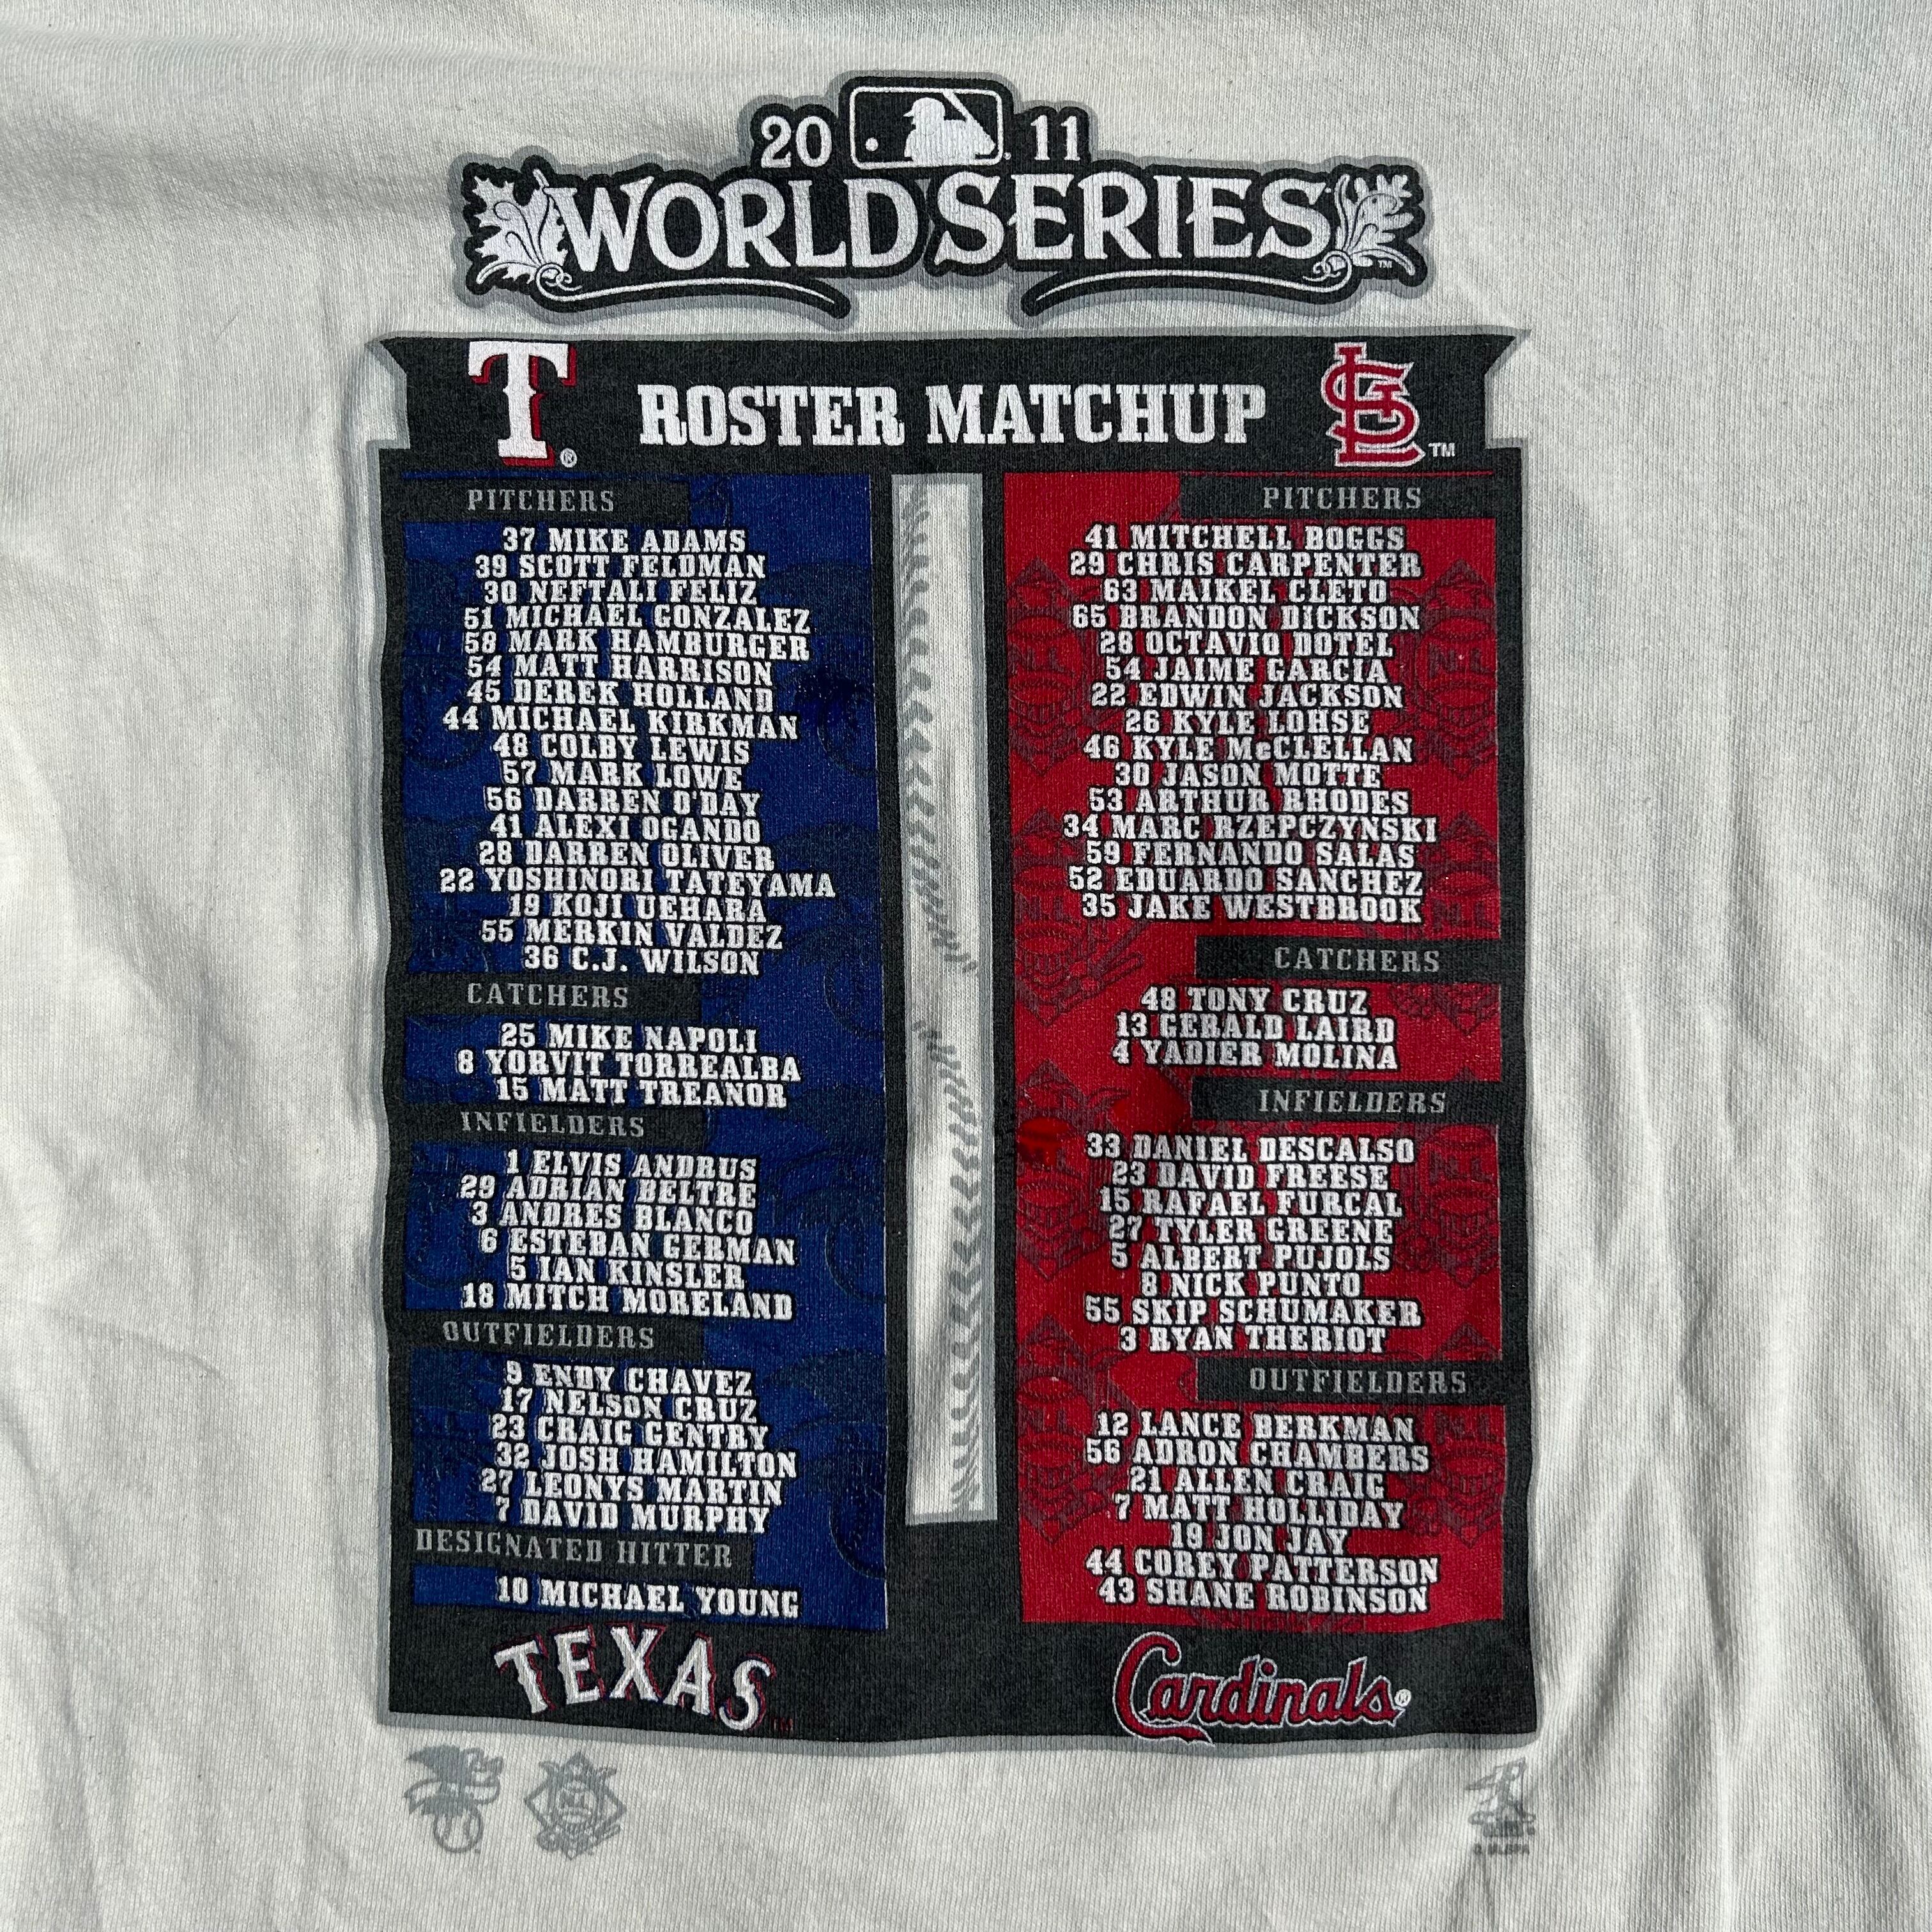 20 11
WORLD SERIES
T ROSTER MATCHUP STL
PITCHERS
37 MIKE ADAMS
39 SCOTT FELDMAN
30 NEFTALI FELIZ
51 MICHAEL GONZALEZ
58 MARK HAMBURGER
54 MATT HARRISON
45 DEREK HOLLAND
44 MICHAEL KIRKMAN
48 COLBY LEWIS
57 MARK LOWE
56 DARREN O'DAY
41 ALEXI OGANDO
28 DARREN OLIVER
22 YOSHINORI TATEYAMA
19 KOJI UEHARA
55 MERKIN VALDEZ
36 C.J. WILSON
CATCHERS
25 MIKE NAPOLI
8 YORVIT TORREALBA
15 MATT TREANOR
INFIELDERS
1 ELVIS ANDRUS
29 ADRIAN BELTRE
3 ANDRES BLANCO
6 ESTEBAN GERMAN
5 IAN KINSLER
18 MITCH MORELAND
OUTFIELDERS
9 ENDY CHAVEZ
17 NELSON CRUZ
23 CRAIG GENTRY
32 JOSH HAMILTON
27 LEONYS MARTIN
7 DAVID MURPHY
DESIGNATED HITTER
10 MICHAEL YOUNG
TEXAS
PITCHERS
41 MITCHELL BOGGS
29 CHRIS CARPENTER
63 MAIKEL CLETO
65 BRANDON DICKSON
28 OCTAVIO DOTEL
54 JAIME GARCIA
22 EDWIN JACKSON
26 KYLE LOHSE
46 KYLE McCLELLAN
30 JASON MOTTE
53 ARTHUR RHODES
34 MARC RZEPCZYNSKI
59 FERNANDO SALAS
52 EDUARDO SANCHEZ
35 JAKE WESTBROOK
CATCHERS
48 TONY CRUZ
13 GERALD LAIRD
4 YADIER MOLINA
INFIELDERS
33 DANIEL DESCALSO
23 DAVID FREESE
15 RAFAEL FURCAL
27 TYLER GREENE
5 ALBERT PUJOLS
8 NICK PUNTO
55 SKIP SCHUMAKER
3 RYAN THERIOT
OUTFIELDERS
12 LANCE BERKMAN
56 ADRON CHAMBERS
21 ALLEN CRAIG
7 MATT HOLLIDAY
19 JON JAY
44 COREY PATTERSON
43 SHANE ROBINSON
Cardinals